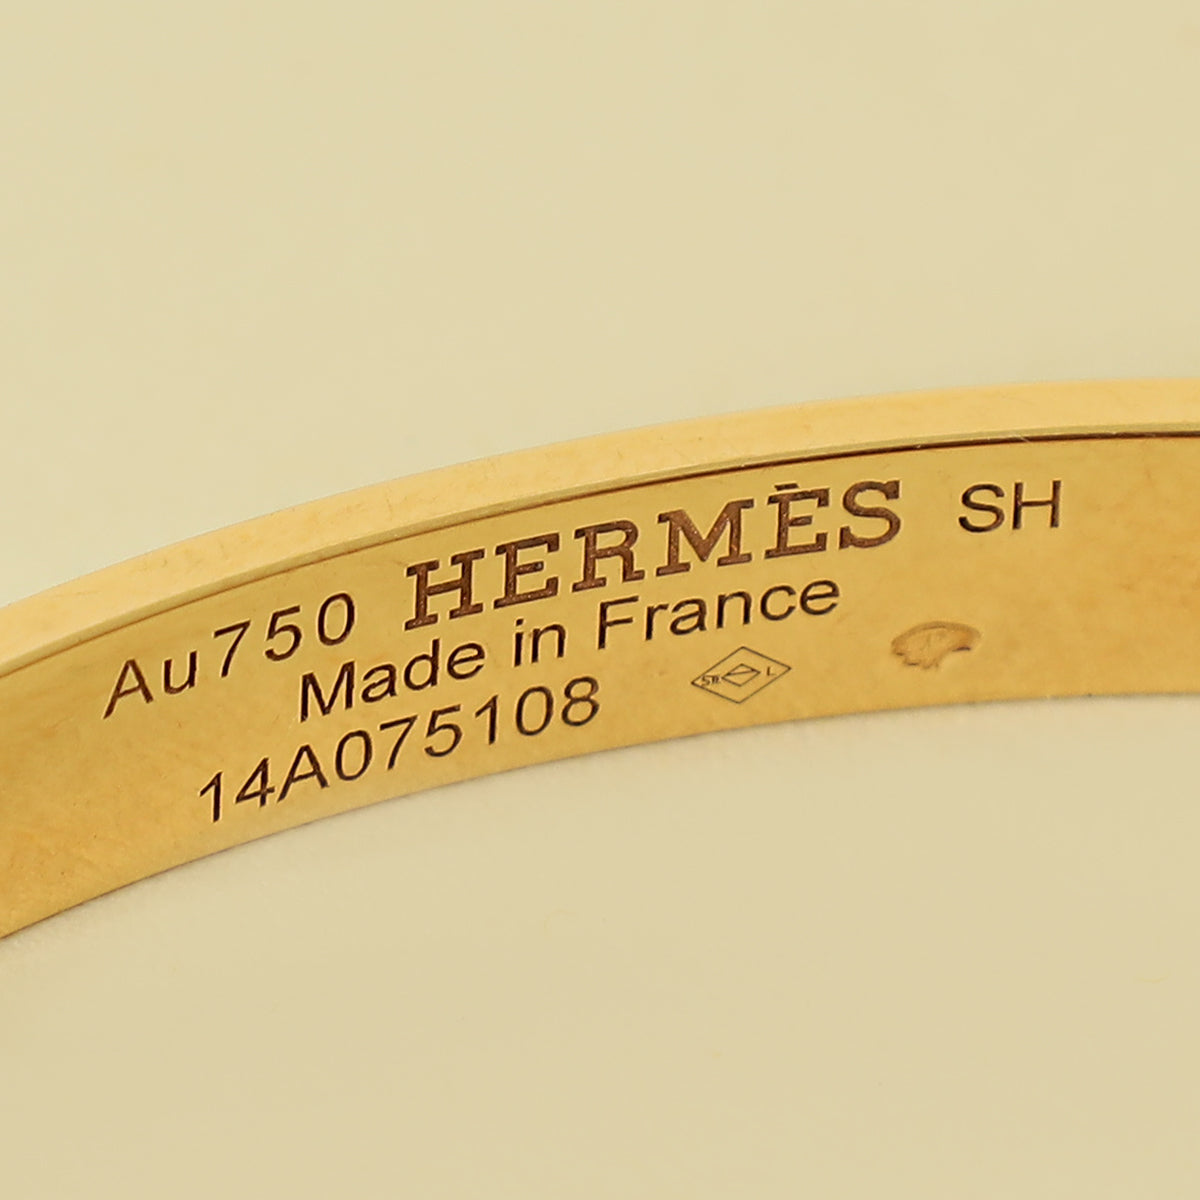 Au750 HERMÈS SH
Made in France
14A075108